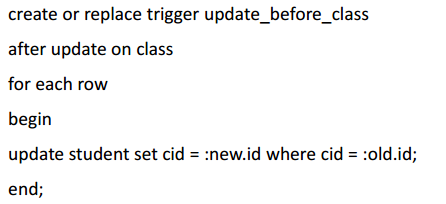 create or replace trigger update_before_class
after update on class
for each row
begin
update student set cid = :new.id where cid = :old.id;
end;